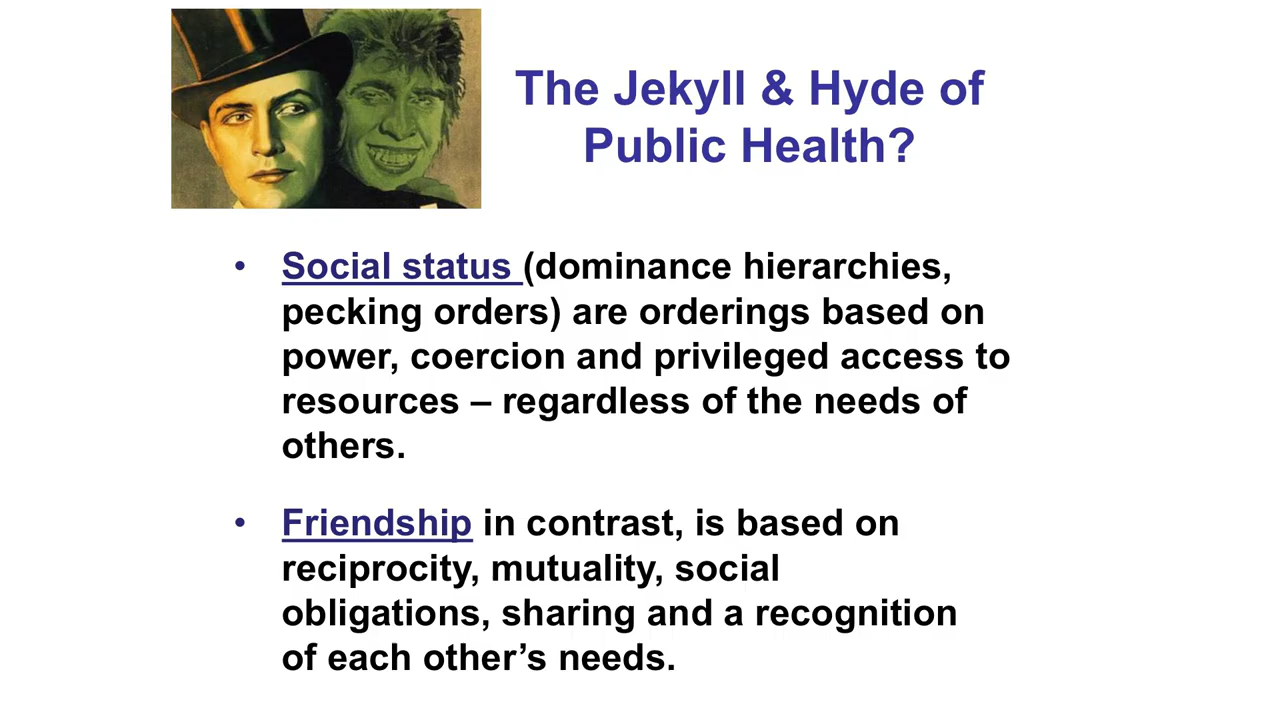 The Jekyll & Hyde of
Public Health?
• Social status (dominance hierarchies,
pecking orders) are orderings based on
power, coercion and privileged access to
resources – regardless of the needs of
others.
• Friendship in contrast, is based on
reciprocity, mutuality, social
obligations, sharing and a recognition
of each other’s needs.